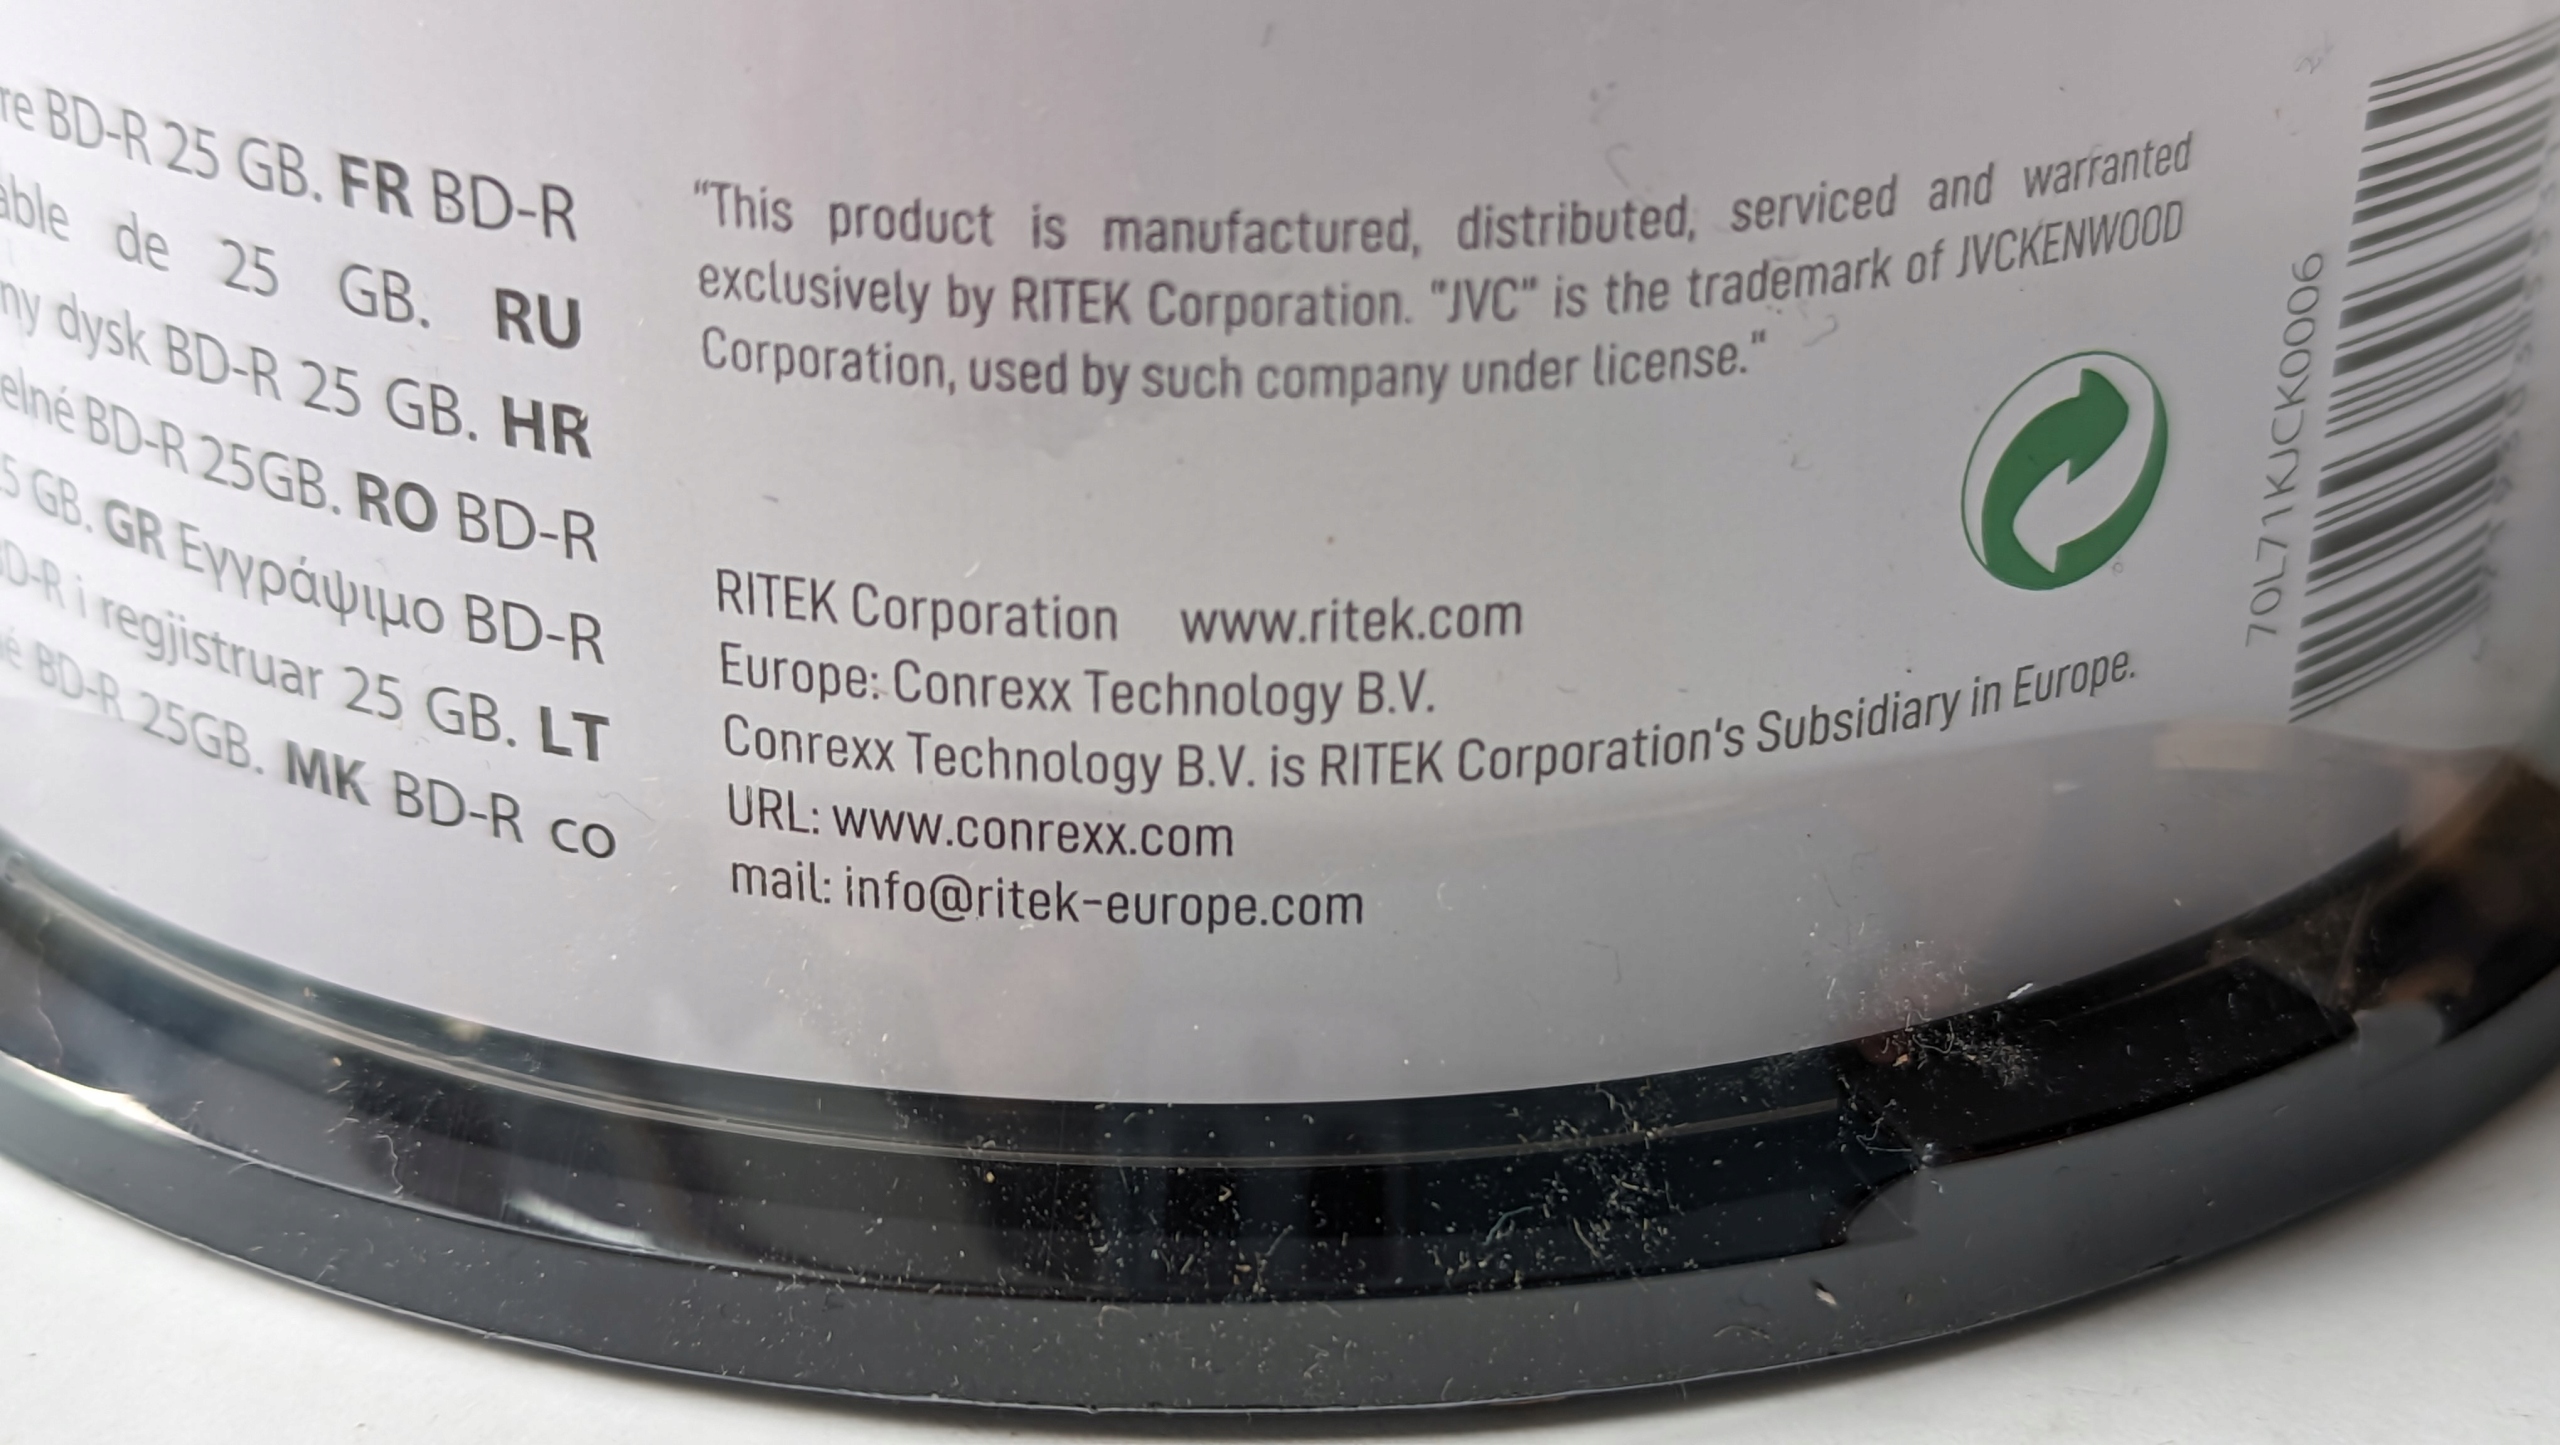 re BD-R 25 GB. FR BD-R
able de 25 GB. RU
ny dysk BD-R 25 GB. HR
elné BD-R 25GB. RO BD-R
5 GB. GR Εγγράψιμο BD-R
BD-R i regjistruar 25 GB. LT
é BD-R 25GB. MK BD-R со
"This product is manufactured, distributed, serviced and warranted
exclusively by RITEK Corporation. "JVC" is the trademark of JVCKENWOOD
Corporation, used by such company under license."
RITEK Corporation www.ritek.com
Europe: Conrexx Technology B.V.
Conrexx Technology B.V. is RITEK Corporation's Subsidiary in Europe.
URL: www.conrexx.com
mail: info@ritek-europe.com
70L71KJCK0006